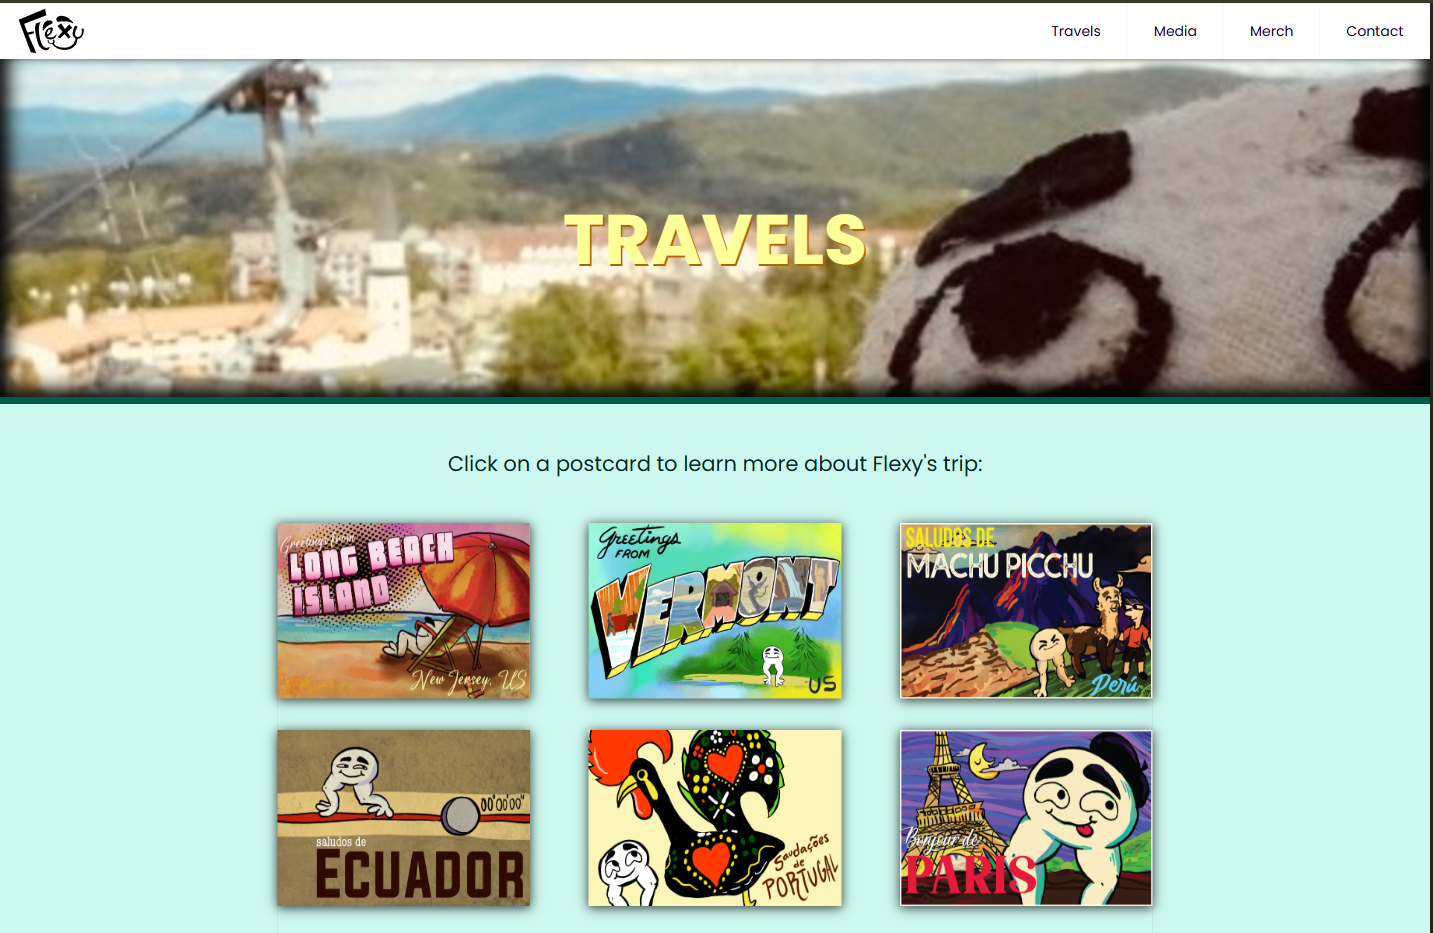 Flexy
Travels
Media
Merch
Contact
TRAVELS
Click on a postcard to learn more about Flexy's trip:
Greetings from
LONG BEACH
ISLAND
New Jersey, US
Greetings
FROM
VERMONT
US
SALUDOS DE
MACHU PICCHU
Perú
00°00'00"
saludos de
ECUADOR
Saudações
de
PORTUGAL
Bonjour de
PARIS